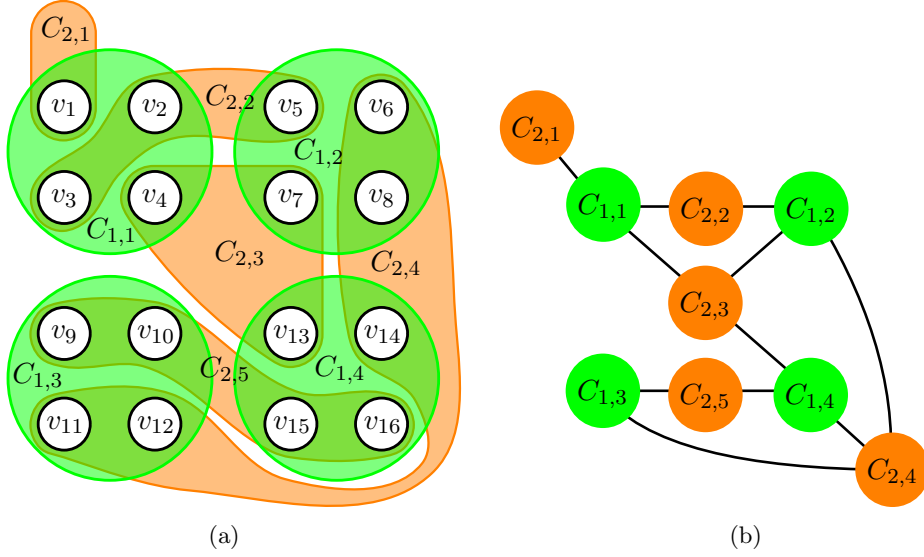 C2,1
v1 v2 C2,2 v5 v6
C1,2
v3 v4 v7 v8
C1,1
C2,3 C2,4
v9 v10 v13 v14
C1,3 C2,5 C1,4
v11 v12 v15 v16
(a)
C2,1
C1,1 C2,2 C1,2
C2,3
C1,3 C2,5 C1,4
C2,4
(b)